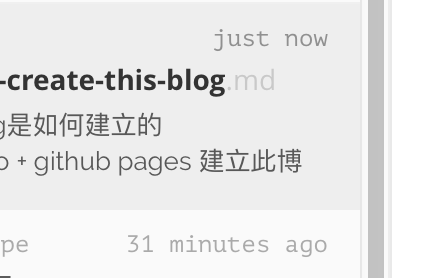 just now
-create-this-blog.md
g是如何建立的
o + github pages 建立此博
pe 31 minutes ago